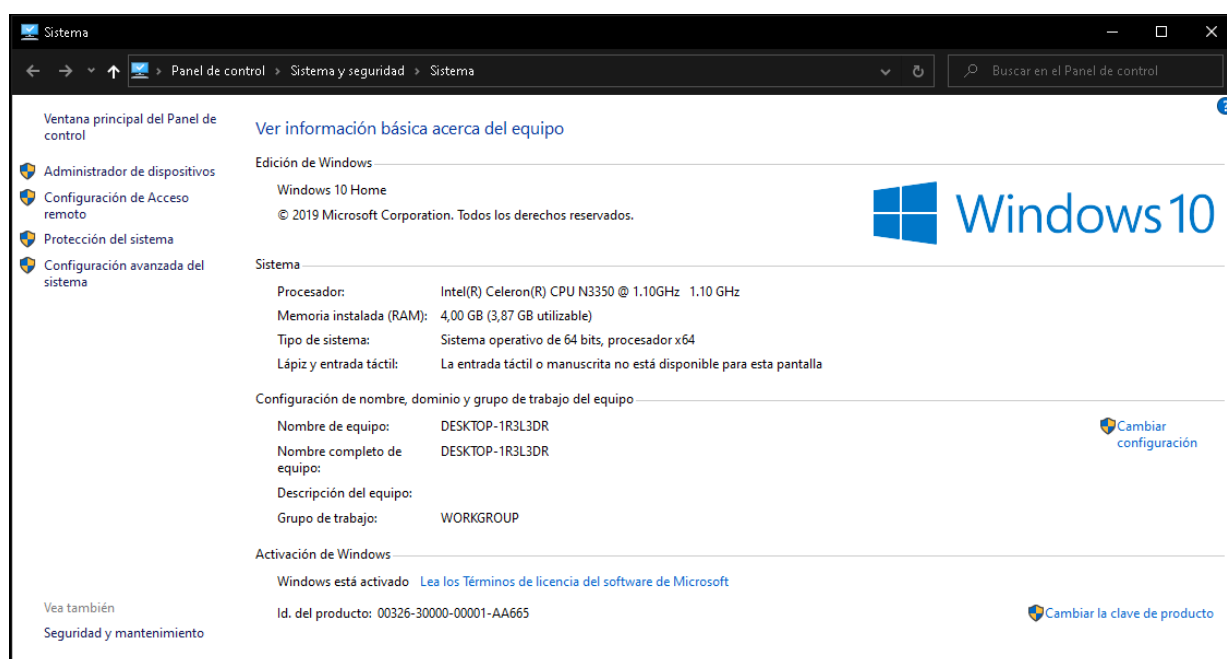 Sistema
Panel de control > Sistema y seguridad > Sistema
Buscar en el Panel de control
Ventana principal del Panel de
control
Administrador de dispositivos
Configuración de Acceso
remoto
Protección del sistema
Configuración avanzada del
sistema
Ver información básica acerca del equipo
Edición de Windows
Windows 10 Home
© 2019 Microsoft Corporation. Todos los derechos reservados.
Windows 10
Sistema
Procesador: Intel(R) Celeron(R) CPU N3350 @ 1.10GHz 1.10 GHz
Memoria instalada (RAM): 4,00 GB (3,87 GB utilizable)
Tipo de sistema: Sistema operativo de 64 bits, procesador x64
Lápiz y entrada táctil: La entrada táctil o manuscrita no está disponible para esta pantalla
Configuración de nombre, dominio y grupo de trabajo del equipo
Nombre de equipo: DESKTOP-1R3L3DR
Cambiar
configuración
Nombre completo de
equipo: DESKTOP-1R3L3DR
Descripción del equipo:
Grupo de trabajo: WORKGROUP
Activación de Windows
Windows está activado Lea los Términos de licencia del software de Microsoft
Id. del producto: 00326-30000-00001-AA665
Cambiar la clave de producto
Vea también
Seguridad y mantenimiento